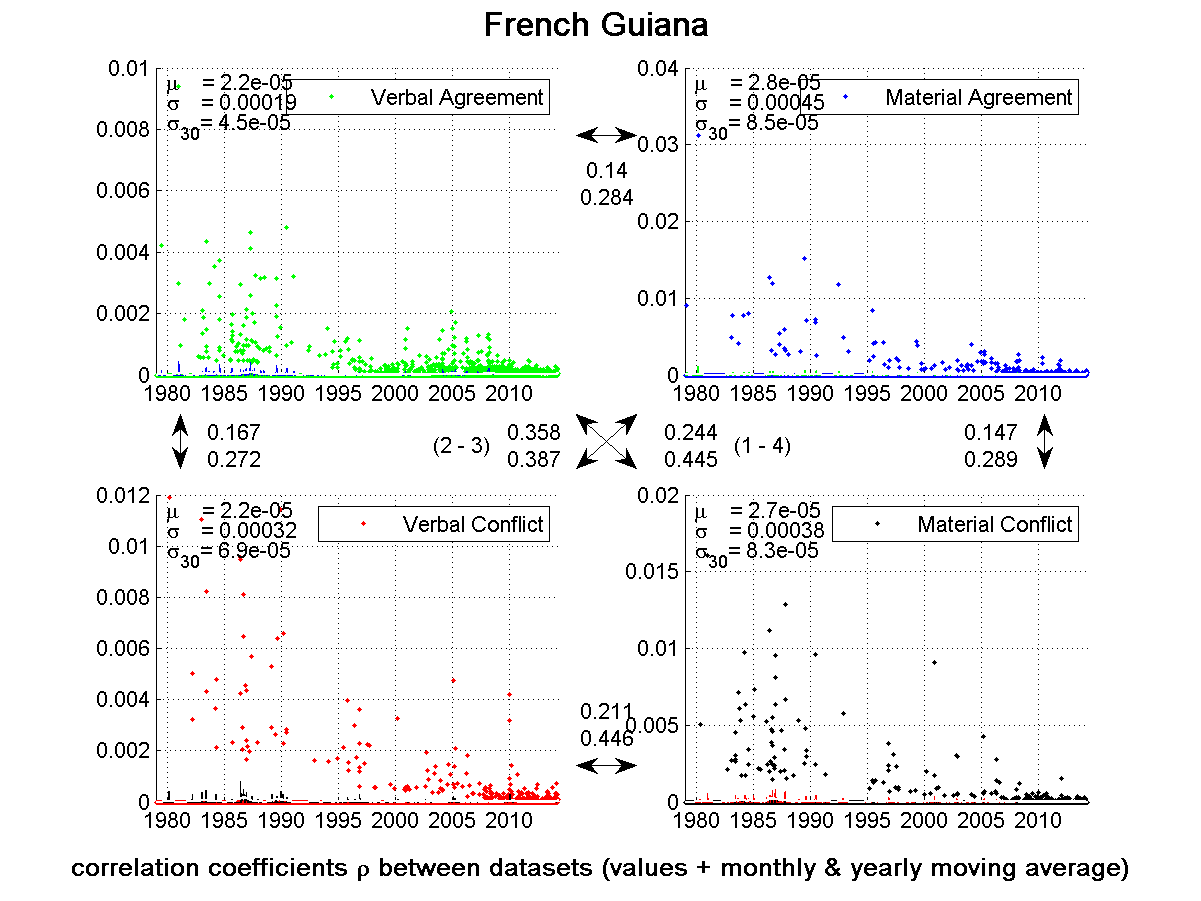 French Guiana
0.01
0.008
0.006
0.004
0.002
0
μ = 2.2e-05
σ = 0.00019
σ30= 4.5e-05
Verbal Agreement
1980 1985 1990 1995 2000 2005 2010
0.14
0.284
0.04
0.03
0.02
0.01
0
μ = 2.8e-05
σ = 0.00045
σ30= 8.5e-05
Material Agreement
1980 1985 1990 1995 2000 2005 2010
0.167
0.272
(2 - 3)
0.358
0.387
0.244
0.445
(1 - 4)
0.147
0.289
0.012
0.01
0.008
0.006
0.004
0.002
0
μ = 2.2e-05
σ = 0.00032
σ30= 6.9e-05
Verbal Conflict
1980 1985 1990 1995 2000 2005 2010
0.211
0.446
0.02
0.015
0.01
0.005
0
μ = 2.7e-05
σ = 0.00038
σ30= 8.3e-05
Material Conflict
1980 1985 1990 1995 2000 2005 2010
correlation coefficients ρ between datasets (values + monthly & yearly moving average)